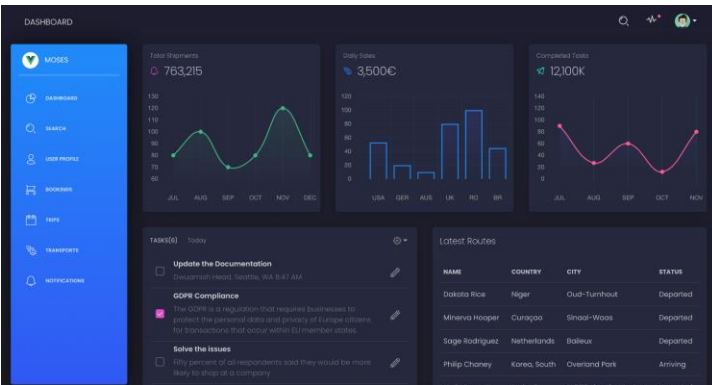 DASHBOARD
MOSES
DASHBOARD
SEARCH
USER PROFILE
BOOKINGS
TRIPS
TRANSPORTS
NOTIFICATIONS
Total Shipments
763,215
130
120
110
100
90
80
70
60
JUL AUG SEP OCT NOV DEC
Daily Sales
3,500€
120
100
80
60
40
20
0
USA GER AUS UK RO BR
Completed Tasks
12,100K
140
120
100
80
60
40
20
0
JUL AUG SEP OCT NOV
TASKS(6) Today
Update the Documentation
Dwuamish Head, Seattle, WA 8:47 AM
GDPR Compliance
The GDPR is a regulation that requires businesses to
protect the personal data and privacy of Europe citizens
for transactions that occur within EU member states.
Solve the issues
Fifty percent of all respondents said they would be more
likely to shop at a company
Latest Routes
NAME COUNTRY CITY STATUS
Dakota Rice Niger Oud-Turnhout Departed
Minerva Hooper Curaçao Sinaai-Waas Departed
Sage Rodriguez Netherlands Baileux Departed
Philip Chaney Korea, South Overland Park Arriving